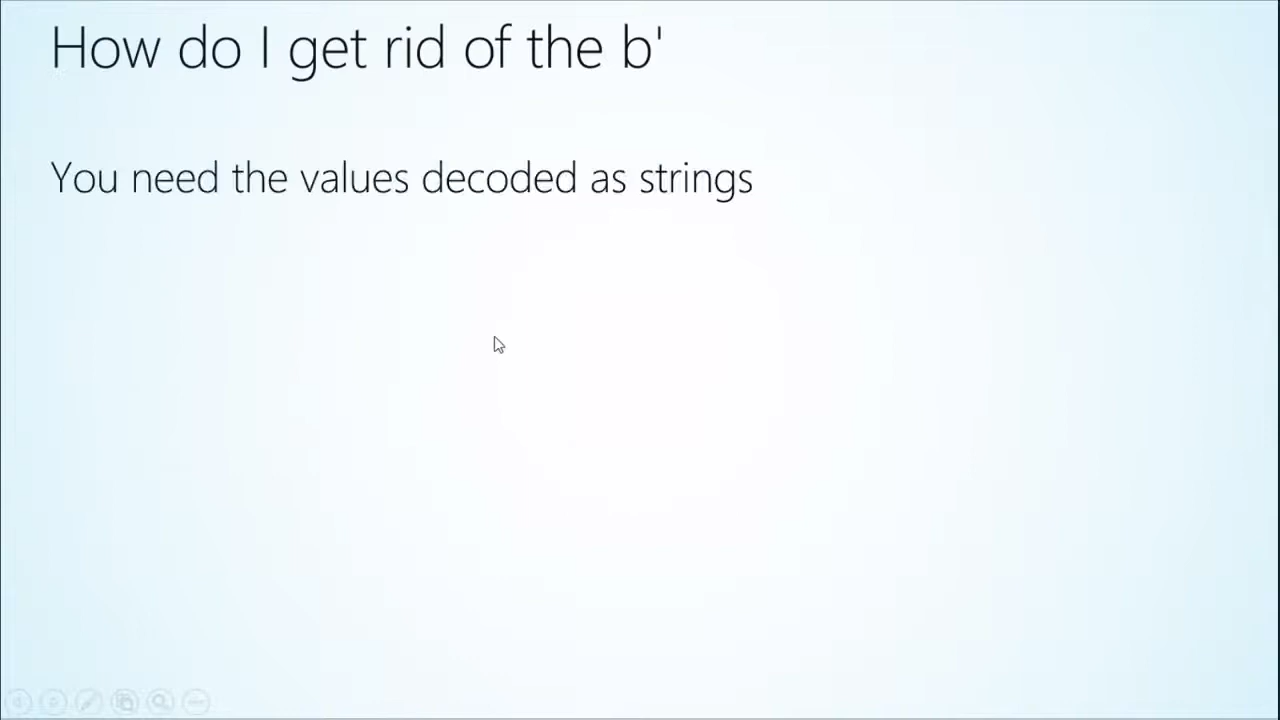 How do I get rid of the b'
You need the values decoded as strings